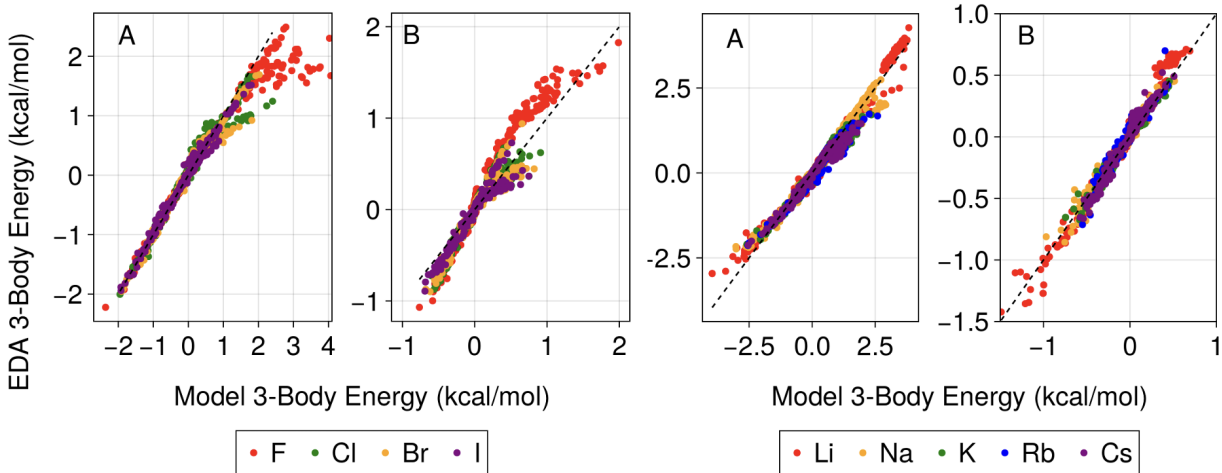 A
B
A
B
EDA 3-Body Energy (kcal/mol)
2
1
0
−1
−2
−2 −1 0 1 2 3 4
2
1
0
−1
−1 0 1 2
2.5
0.0
-2.5
−2.5 0.0 2.5
1.0
0.5
0.0
−0.5
−1.0
−1.5
−1 0 1
Model 3-Body Energy (kcal/mol)
Model 3-Body Energy (kcal/mol)
F Cl Br I
Li Na K Rb Cs